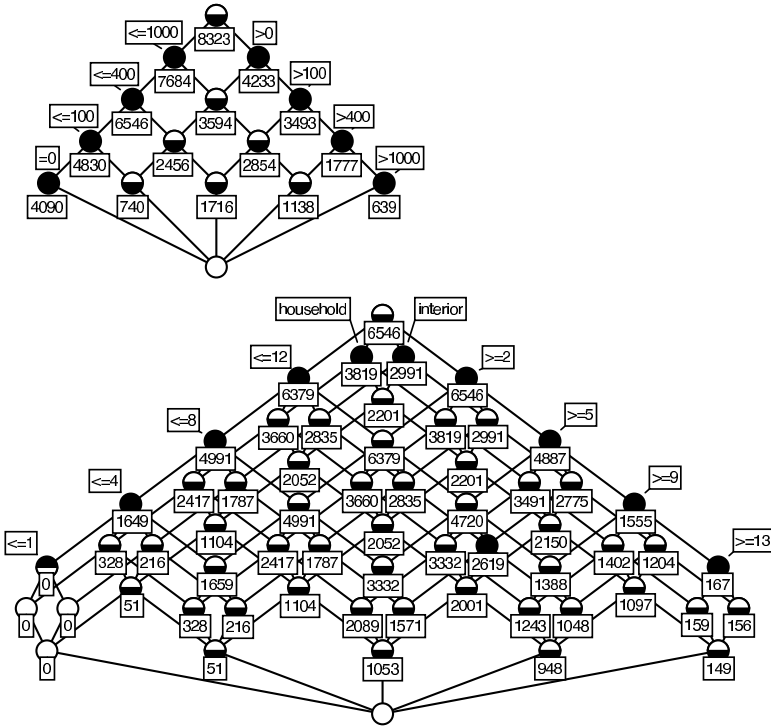 <=1000 >0
8323
<=400 7684 4233 >100
<=100 6546 3594 3493 >400
=0 4830 2456 2854 1777 >1000
4090 740 1716 1138 639
household interior
6546
<=12 3819 2991 >=2
6379 2201 6546
<=8 3660 2835 3819 2991 >=5
4991 6379 4887
<=4 2052 2201 >=9
2417 1787 3660 2835 3491 2775
1649 4991 4720 1555
<=1 1104 2052 2150 >=13
328 216 2417 1787 3332 2619 1402 1204
0 1659 3332 1388 167
51 1104 2001 1097
0 0 328 216 2089 1571 1243 1048 159 156
0 51 1053 948 149